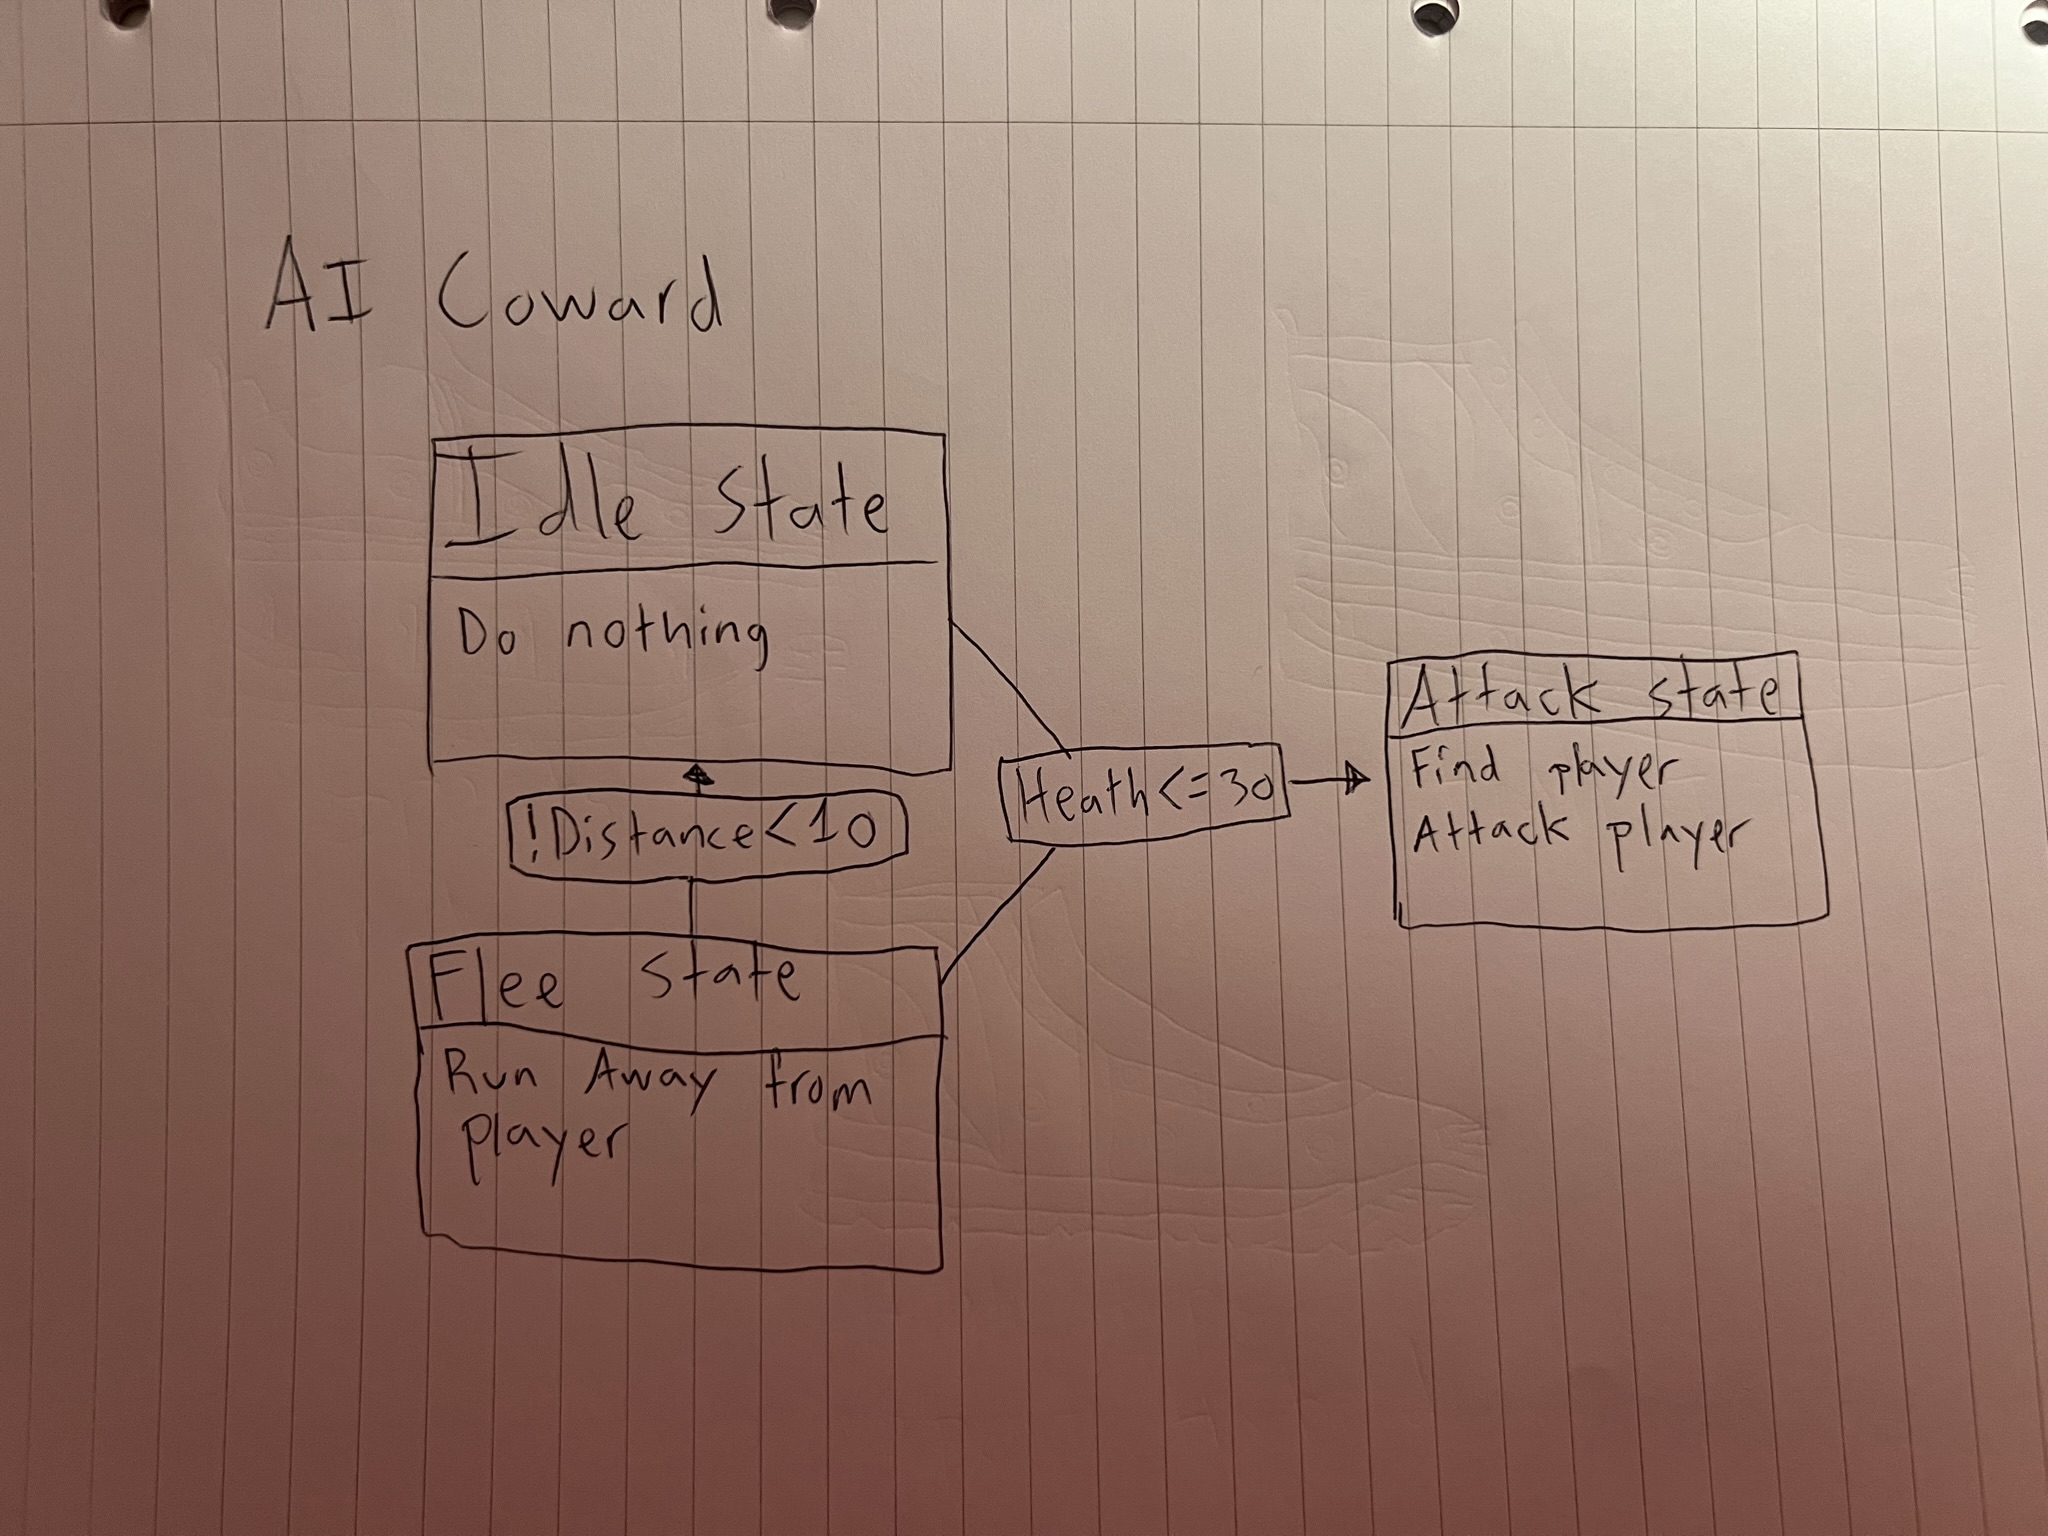 AI Coward
Idle State
Do nothing
!Distance<10
Flee state
Run Away from
player
Heath<=30
Attack state
Find player
Attack player